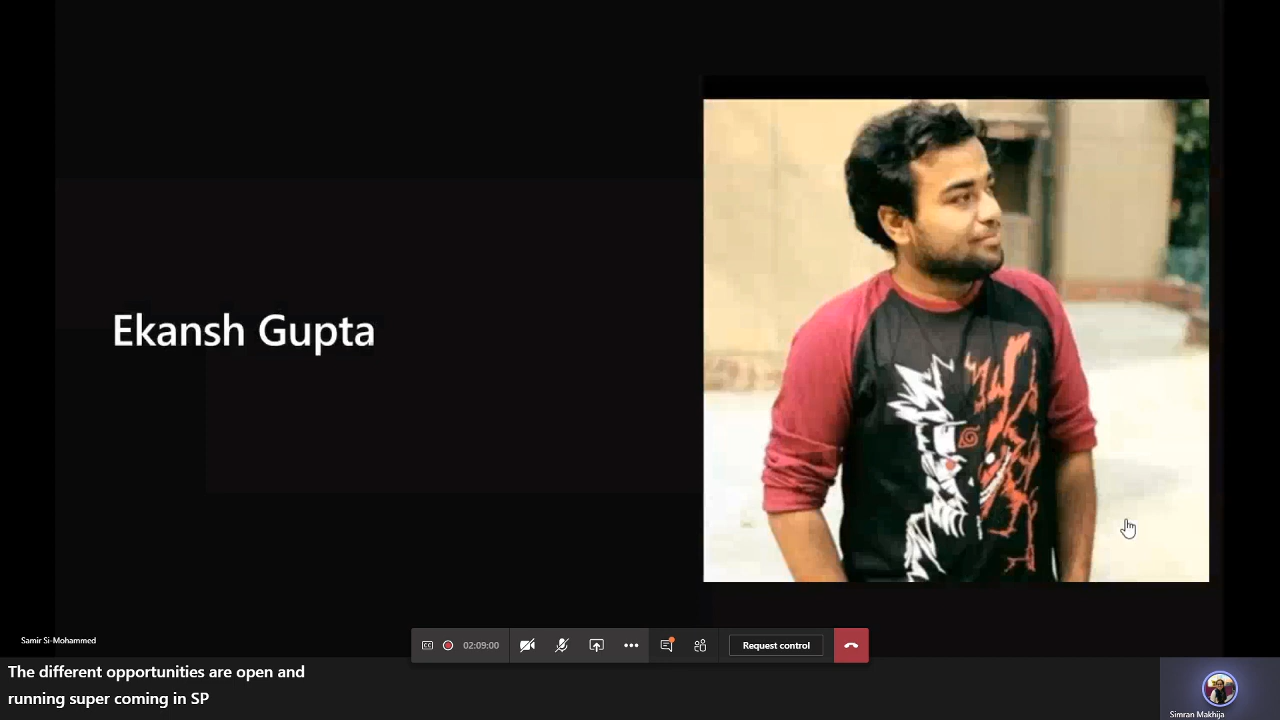 Ekansh Gupta
Samir Si-Mohammed
CC
02:09:00
Request control
The different opportunities are open and
running super coming in SP
Simran Makhija